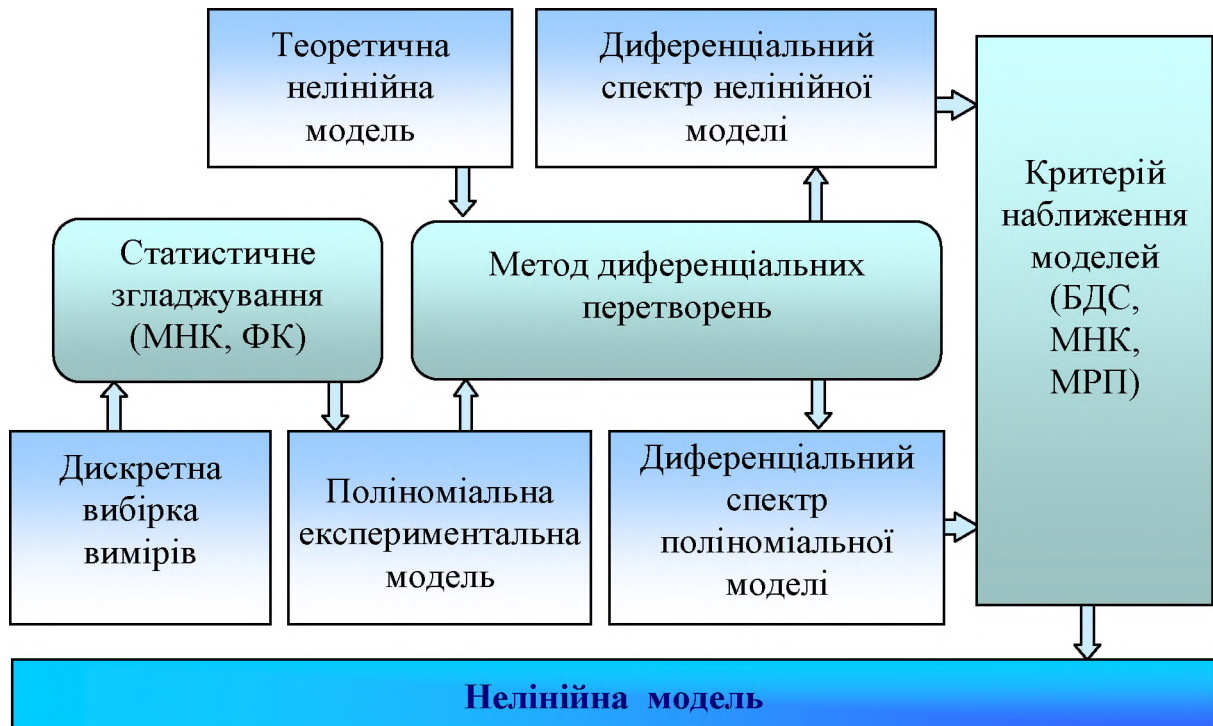 Теоретична
нелінійна
модель
Диференціальний
спектр нелінійної
моделі
Критерій
наближення
моделей
(БДС,
МНК,
МРП)
Статистичне
згладжування
(МНК, ФК)
Метод диференціальних
перетворень
Дискретна
вибірка
вимірів
Поліноміальна
експериментальна
модель
Диференціальний
спектр
поліноміальної
моделі
Нелінійна модель